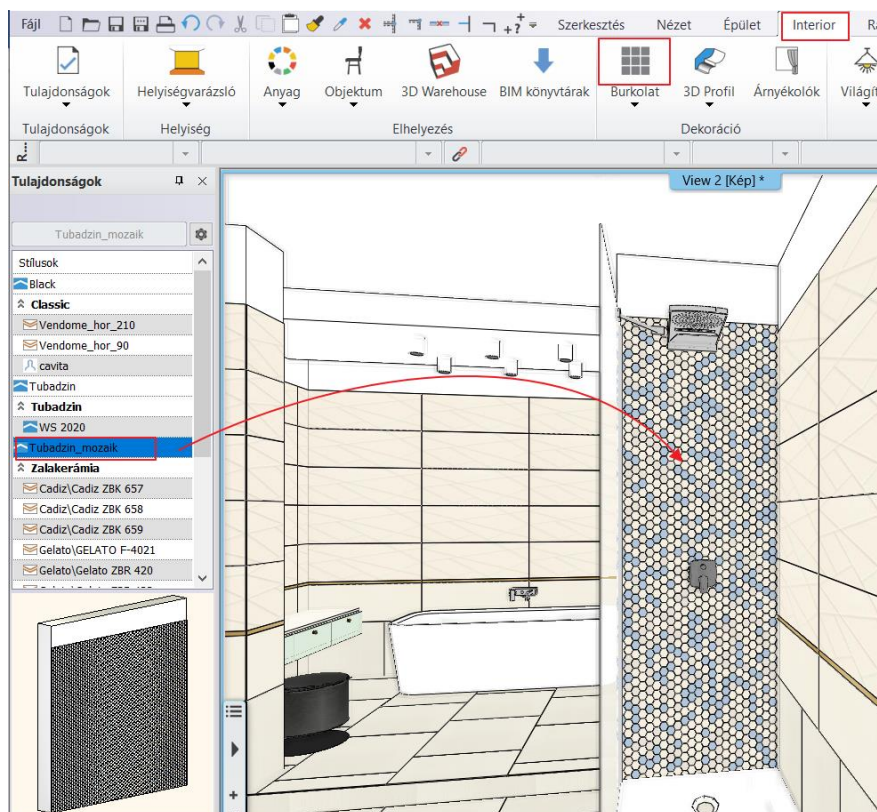 Fájl Szerkesztés Nézet Épület Interior
Tulajdonságok Helyiségvarázsló Anyag Objektum 3D Warehouse BIM könyvtárak Burkolat 3D Profil Árnyékolók
Tulajdonságok Helyiség Elhelyezés Dekoráció
Tulajdonságok
View 2 [Kép] *
Tubadzin_mozaik
Stílusok
Black
Classic
Vendome_hor_210
Vendome_hor_90
cavita
Tubadzin
Tubadzin
WS 2020
Tubadzin_mozaik
Zalakerámia
Cadiz\Cadiz ZBK 657
Cadiz\Cadiz ZBK 658
Cadiz\Cadiz ZBK 659
Gelato\GELATO F-4021
Gelato\Gelato ZBR 420